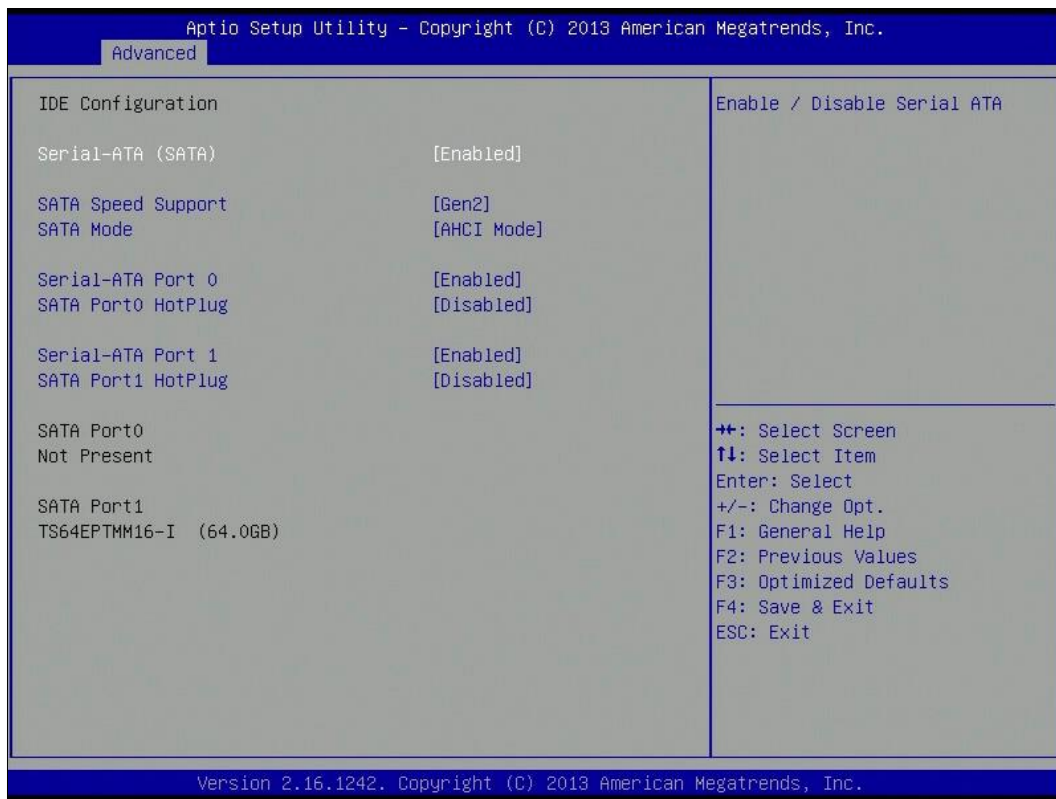 Aptio Setup Utility – Copyright (C) 2013 American Megatrends, Inc.
Advanced
IDE Configuration
Serial-ATA (SATA) [Enabled]
SATA Speed Support [Gen2]
SATA Mode [AHCI Mode]
Serial-ATA Port 0 [Enabled]
SATA Port0 HotPlug [Disabled]
Serial-ATA Port 1 [Enabled]
SATA Port1 HotPlug [Disabled]
SATA Port0
Not Present
SATA Port1
TS64EPTMM16-I (64.0GB)
Enable / Disable Serial ATA
→←: Select Screen
↑↓: Select Item
Enter: Select
+/-: Change Opt.
F1: General Help
F2: Previous Values
F3: Optimized Defaults
F4: Save & Exit
ESC: Exit
Version 2.16.1242. Copyright (C) 2013 American Megatrends, Inc.